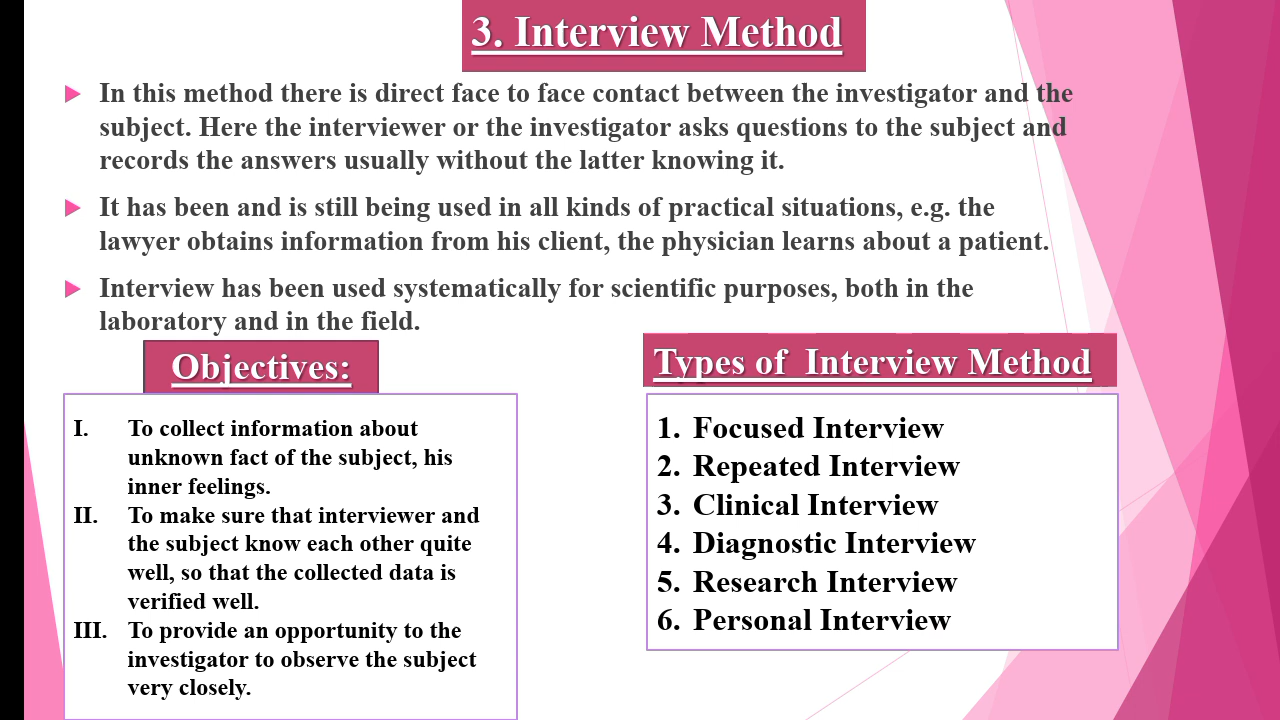 3. Interview Method
In this method there is direct face to face contact between the investigator and the
subject. Here the interviewer or the investigator asks questions to the subject and
records the answers usually without the latter knowing it.
It has been and is still being used in all kinds of practical situations, e.g. the
lawyer obtains information from his client, the physician learns about a patient.
Interview has been used systematically for scientific purposes, both in the
laboratory and in the field.
Objectives:
I. To collect information about
unknown fact of the subject, his
inner feelings.
II. To make sure that interviewer and
the subject know each other quite
well, so that the collected data is
verified well.
III. To provide an opportunity to the
investigator to observe the subject
very closely.
Types of Interview Method
1. Focused Interview
2. Repeated Interview
3. Clinical Interview
4. Diagnostic Interview
5. Research Interview
6. Personal Interview